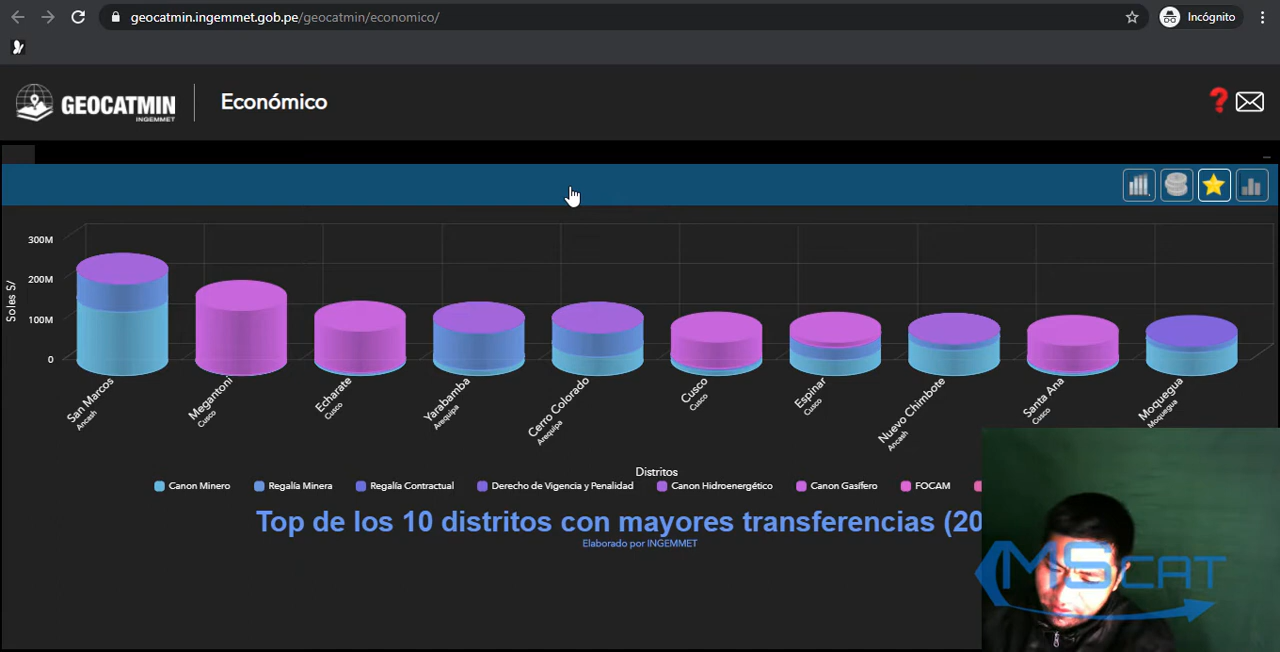 geocatmin.ingemmet.gob.pe/geocatmin/economico/
Incógnito
GEOCATMIN
INGEMMET
Económico
300M
200M
100M
0
Soles S/
San Marcos
Ancash
Megantoni
Cusco
Echarate
Cusco
Yarabamba
Arequipa
Cerro Colorado
Arequipa
Cusco
Cusco
Espinar
Cusco
Nuevo Chimbote
Ancash
Santa Ana
Cusco
Moquegua
Moquegua
Distritos
Canon Minero Regalía Minera Regalía Contractual Derecho de Vigencia y Penalidad Canon Hidroenergético Canon Gasífero FOCAM
Top de los 10 distritos con mayores transferencias (20
Elaborado por INGEMMET
MSCAT